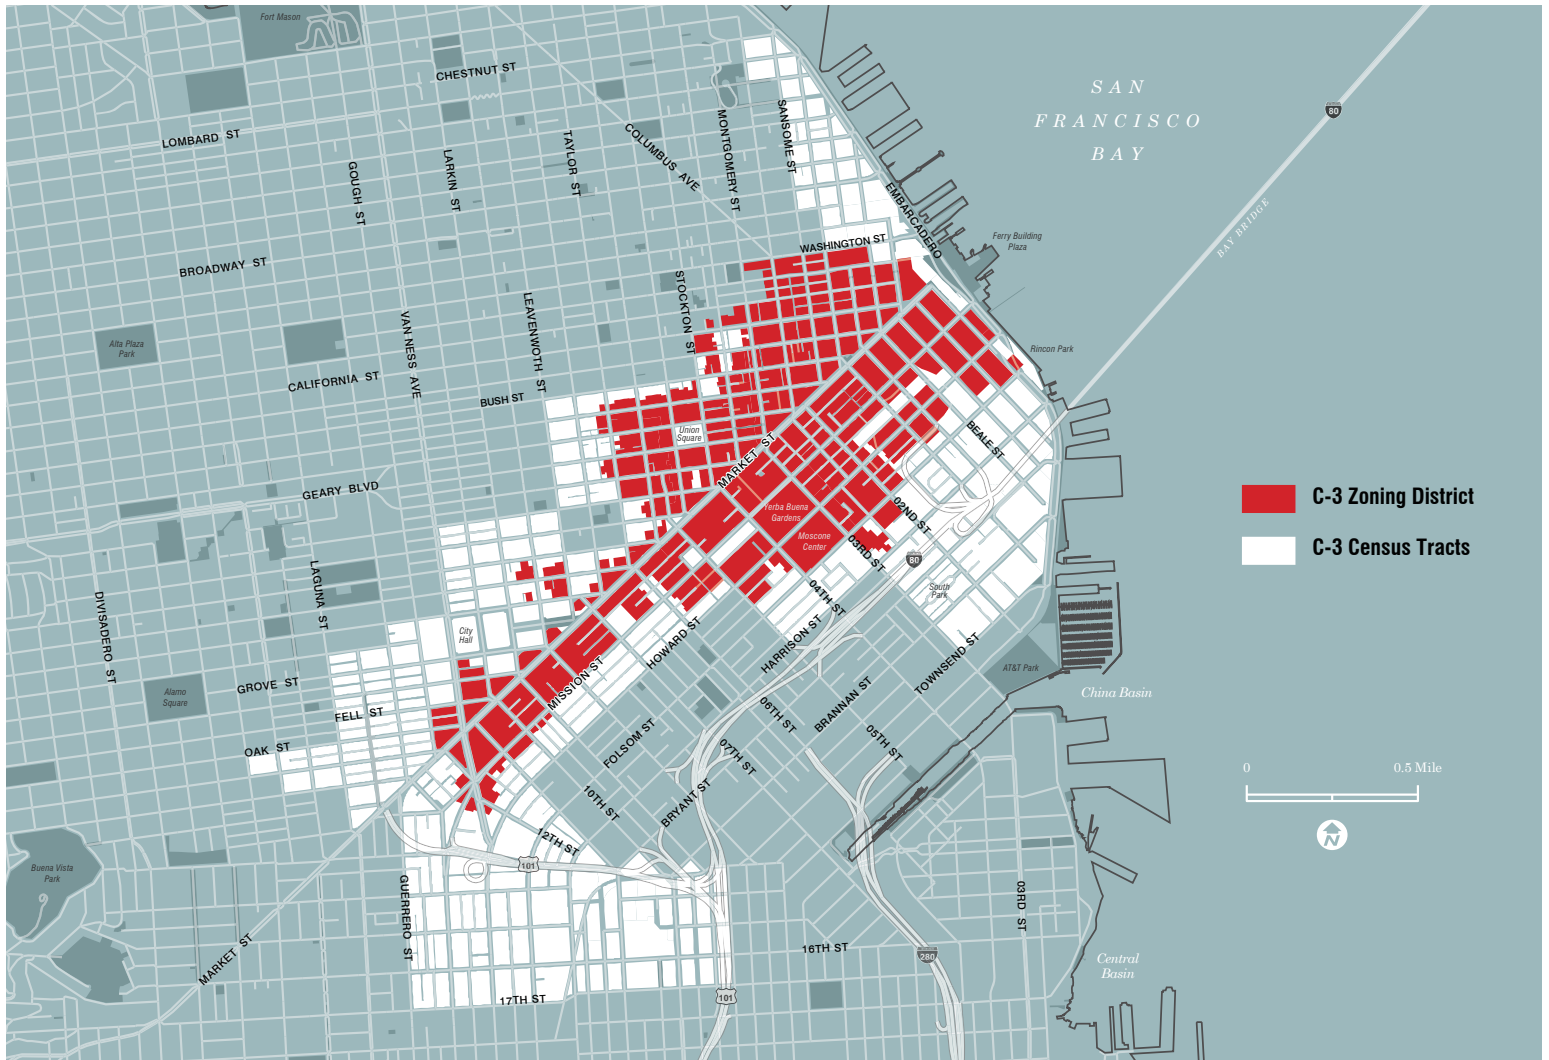 Fort Mason
CHESTNUT ST
LOMBARD ST
COLUMBUS AVE
MONTGOMERY ST
SANSOME ST
TAYLOR ST
LARKIN ST
GOUGH ST
SAN
FRANCISCO
BAY
80
BAY BRIDGE
EMBARCADERO
Ferry Building
Plaza
WASHINGTON ST
BROADWAY ST
STOCKTON ST
LEAVENWOTH ST
VAN NESS AVE
Alta Plaza
Park
CALIFORNIA ST
BUSH ST
Rincon Park
Union
Square
MARKET ST
BEALE ST
GEARY BLVD
Yerba Buena
Gardens
Moscone
Center
02ND ST
03RD ST
80
C-3 Zoning District
C-3 Census Tracts
LAGUNA ST
DIVISADERO ST
04TH ST
South
Park
City
Hall
HOWARD ST
HARRISON ST
TOWNSEND ST
AT&T Park
China Basin
Alamo
Square
GROVE ST
FELL ST
OAK ST
MISSION ST
FOLSOM ST
06TH ST
BRANNAN ST
05TH ST
07TH ST
BRYANT ST
10TH ST
12TH ST
0
0.5 Mile
N
101
Buena Vista
Park
GUERRERO ST
MARKET ST
03RD ST
16TH ST
280
Central
Basin
17TH ST
101